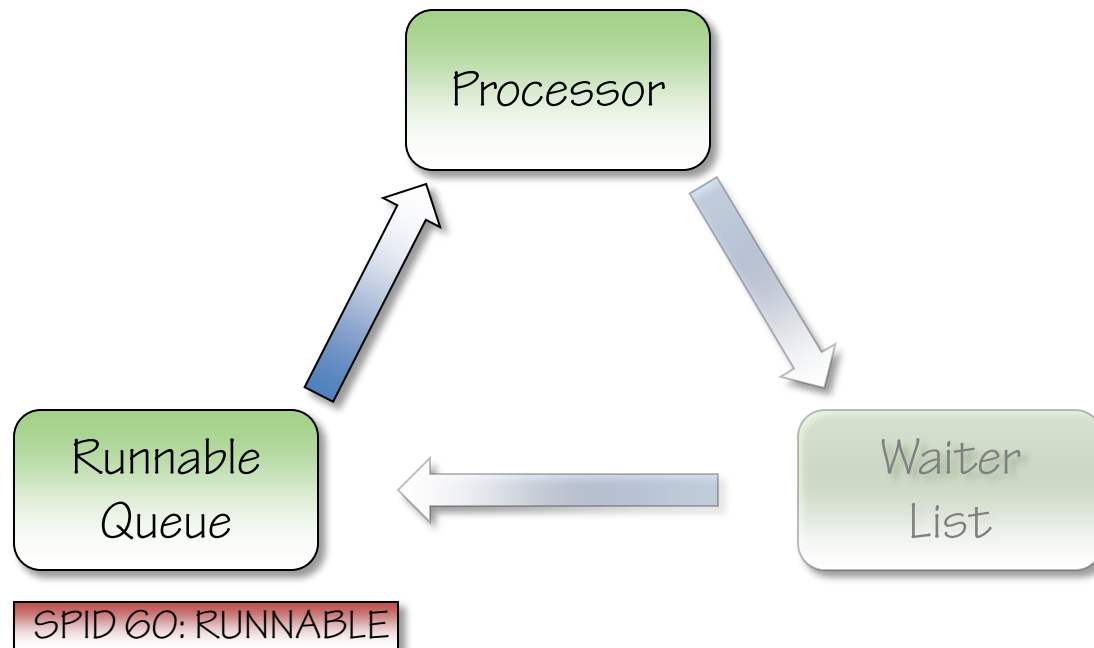 Processor
Runnable
Queue
Waiter
List
SPID 60: RUNNABLE